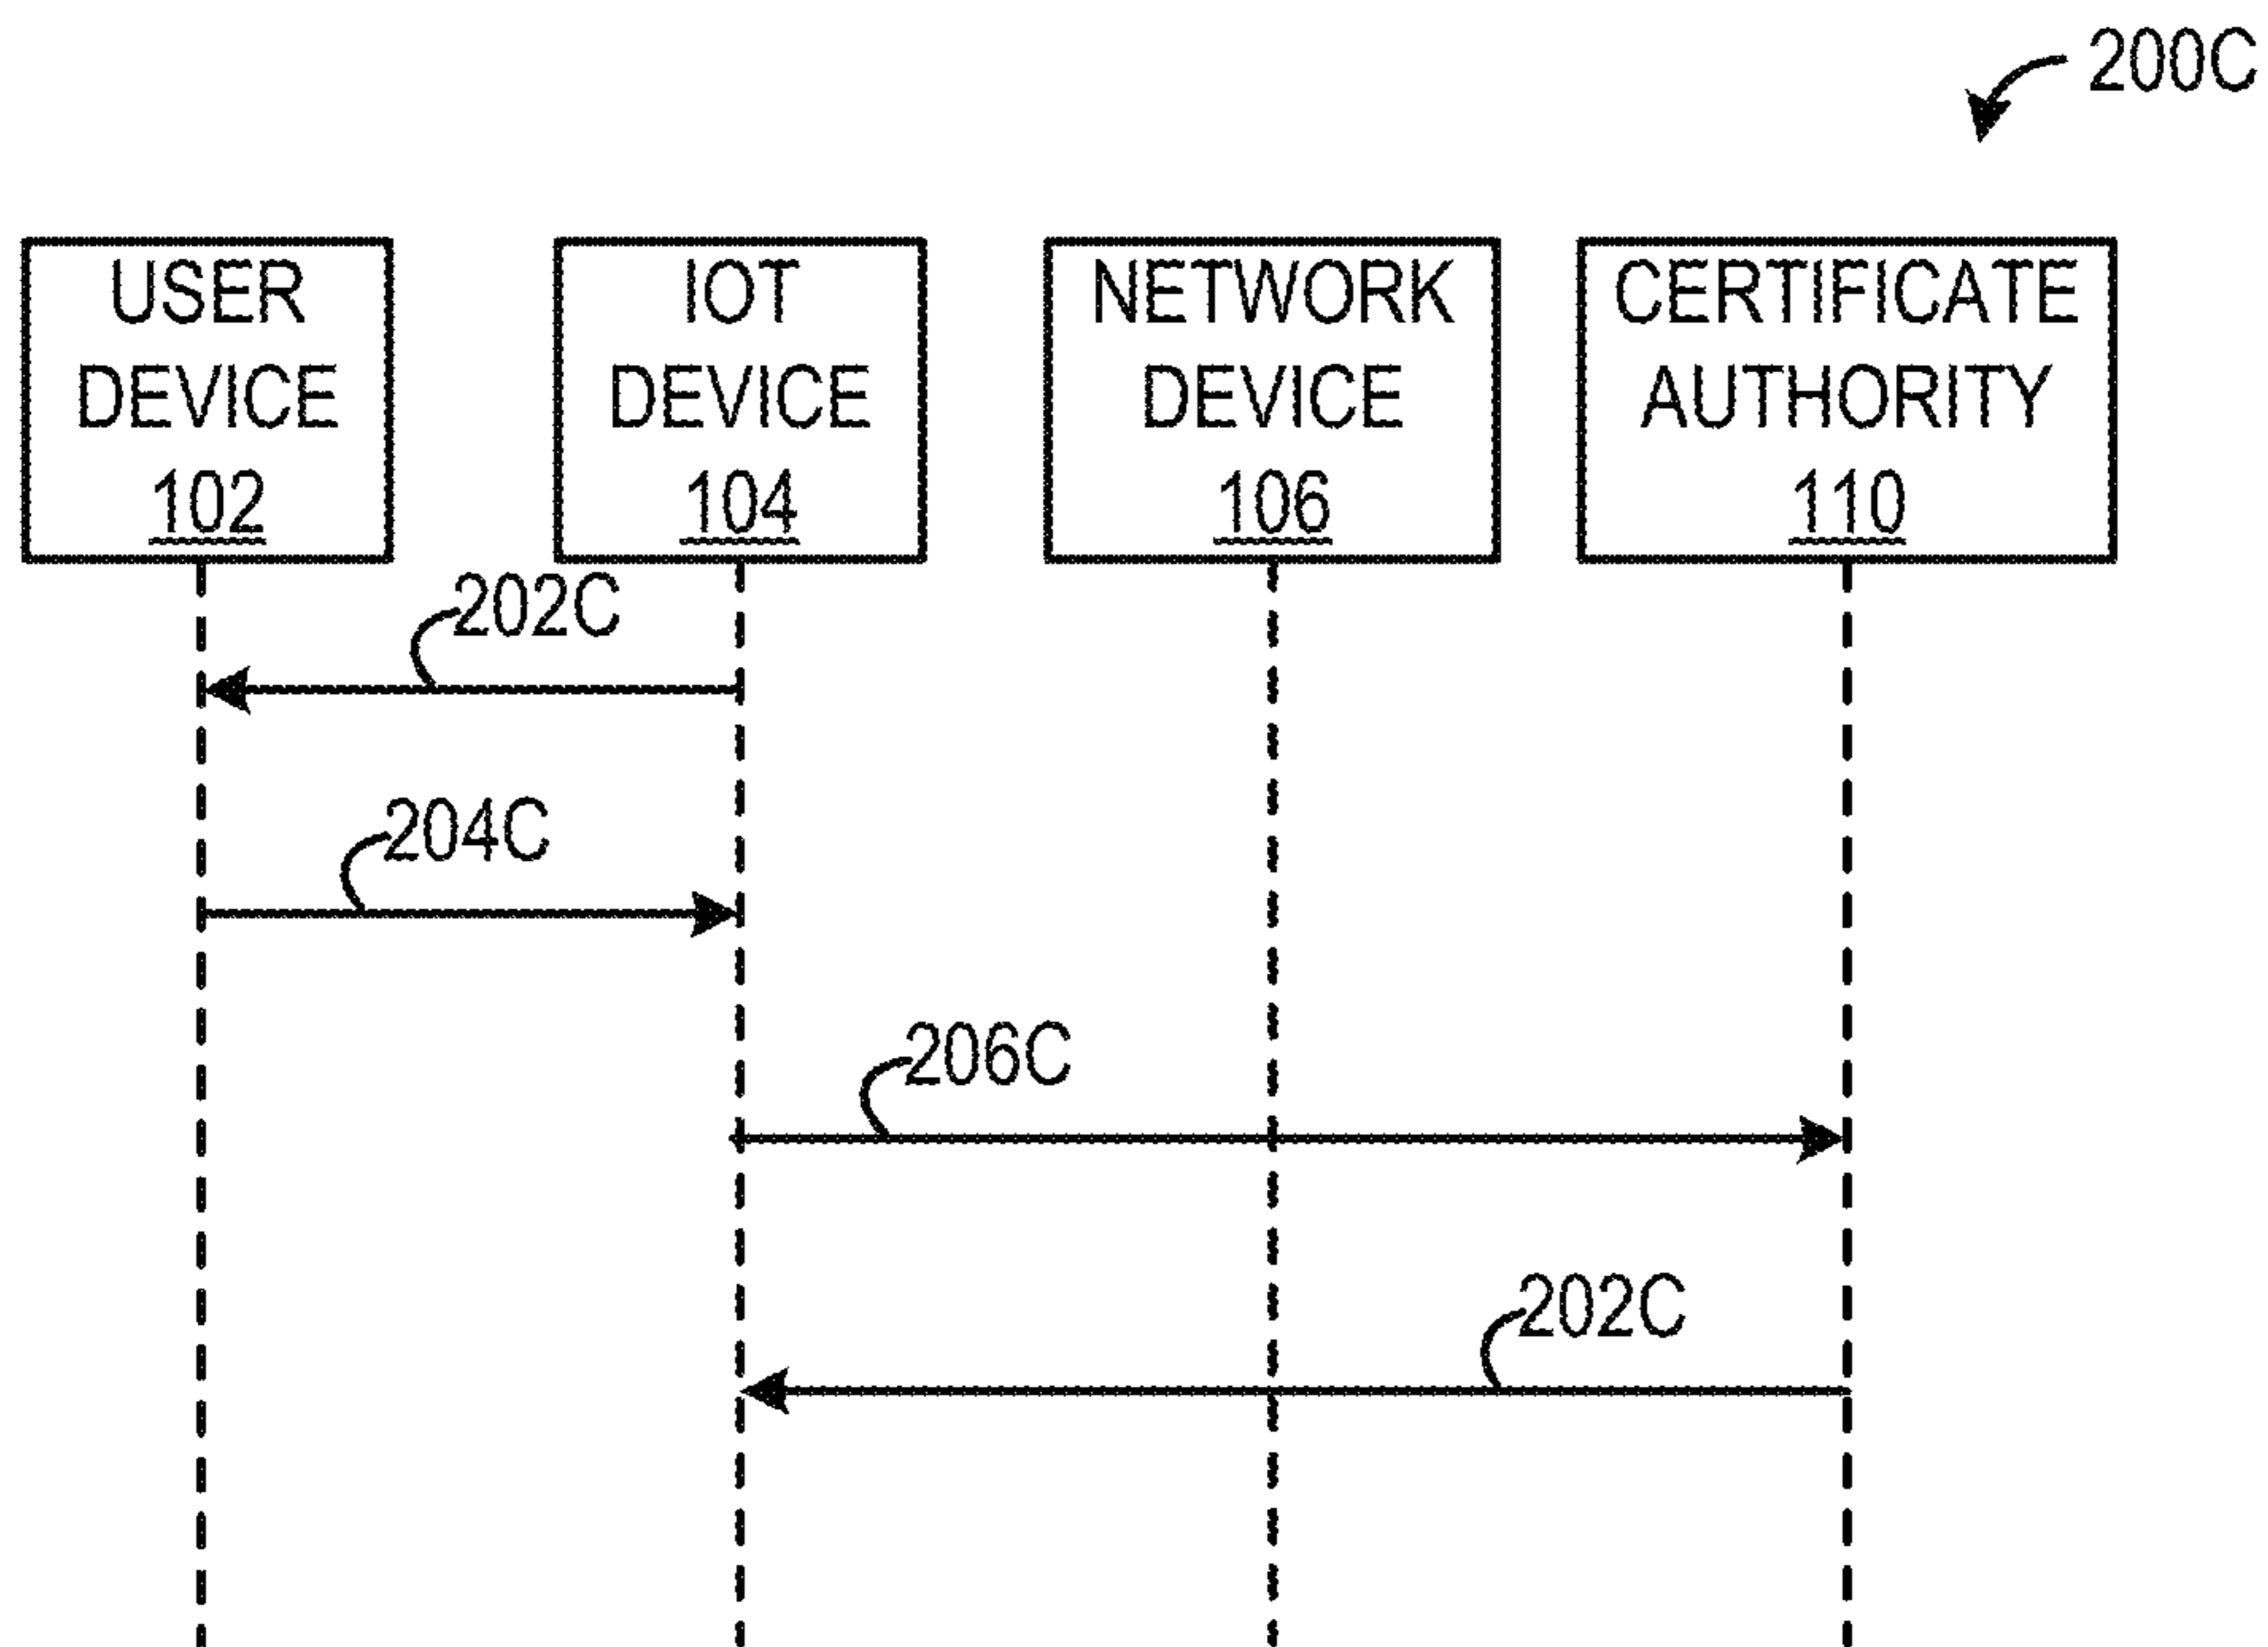 200C
USER
DEVICE
102
IOT
DEVICE
104
NETWORK
DEVICE
106
CERTIFICATE
AUTHORITY
110
202C
204C
206C
202C